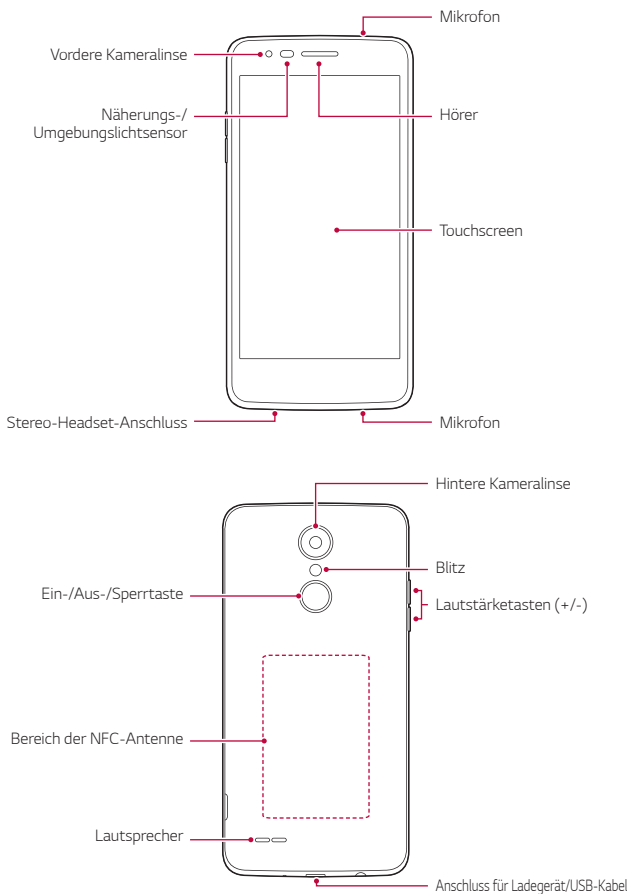 Mikrofon
Vordere Kameralinse
Näherungs-/
Umgebungslichtsensor
Hörer
Touchscreen
Stereo-Headset-Anschluss
Mikrofon
Hintere Kameralinse
Blitz
Ein-/Aus-/Sperrtaste
Lautstärketasten (+/-)
Bereich der NFC-Antenne
Lautsprecher
Anschluss für Ladegerät/USB-Kabel